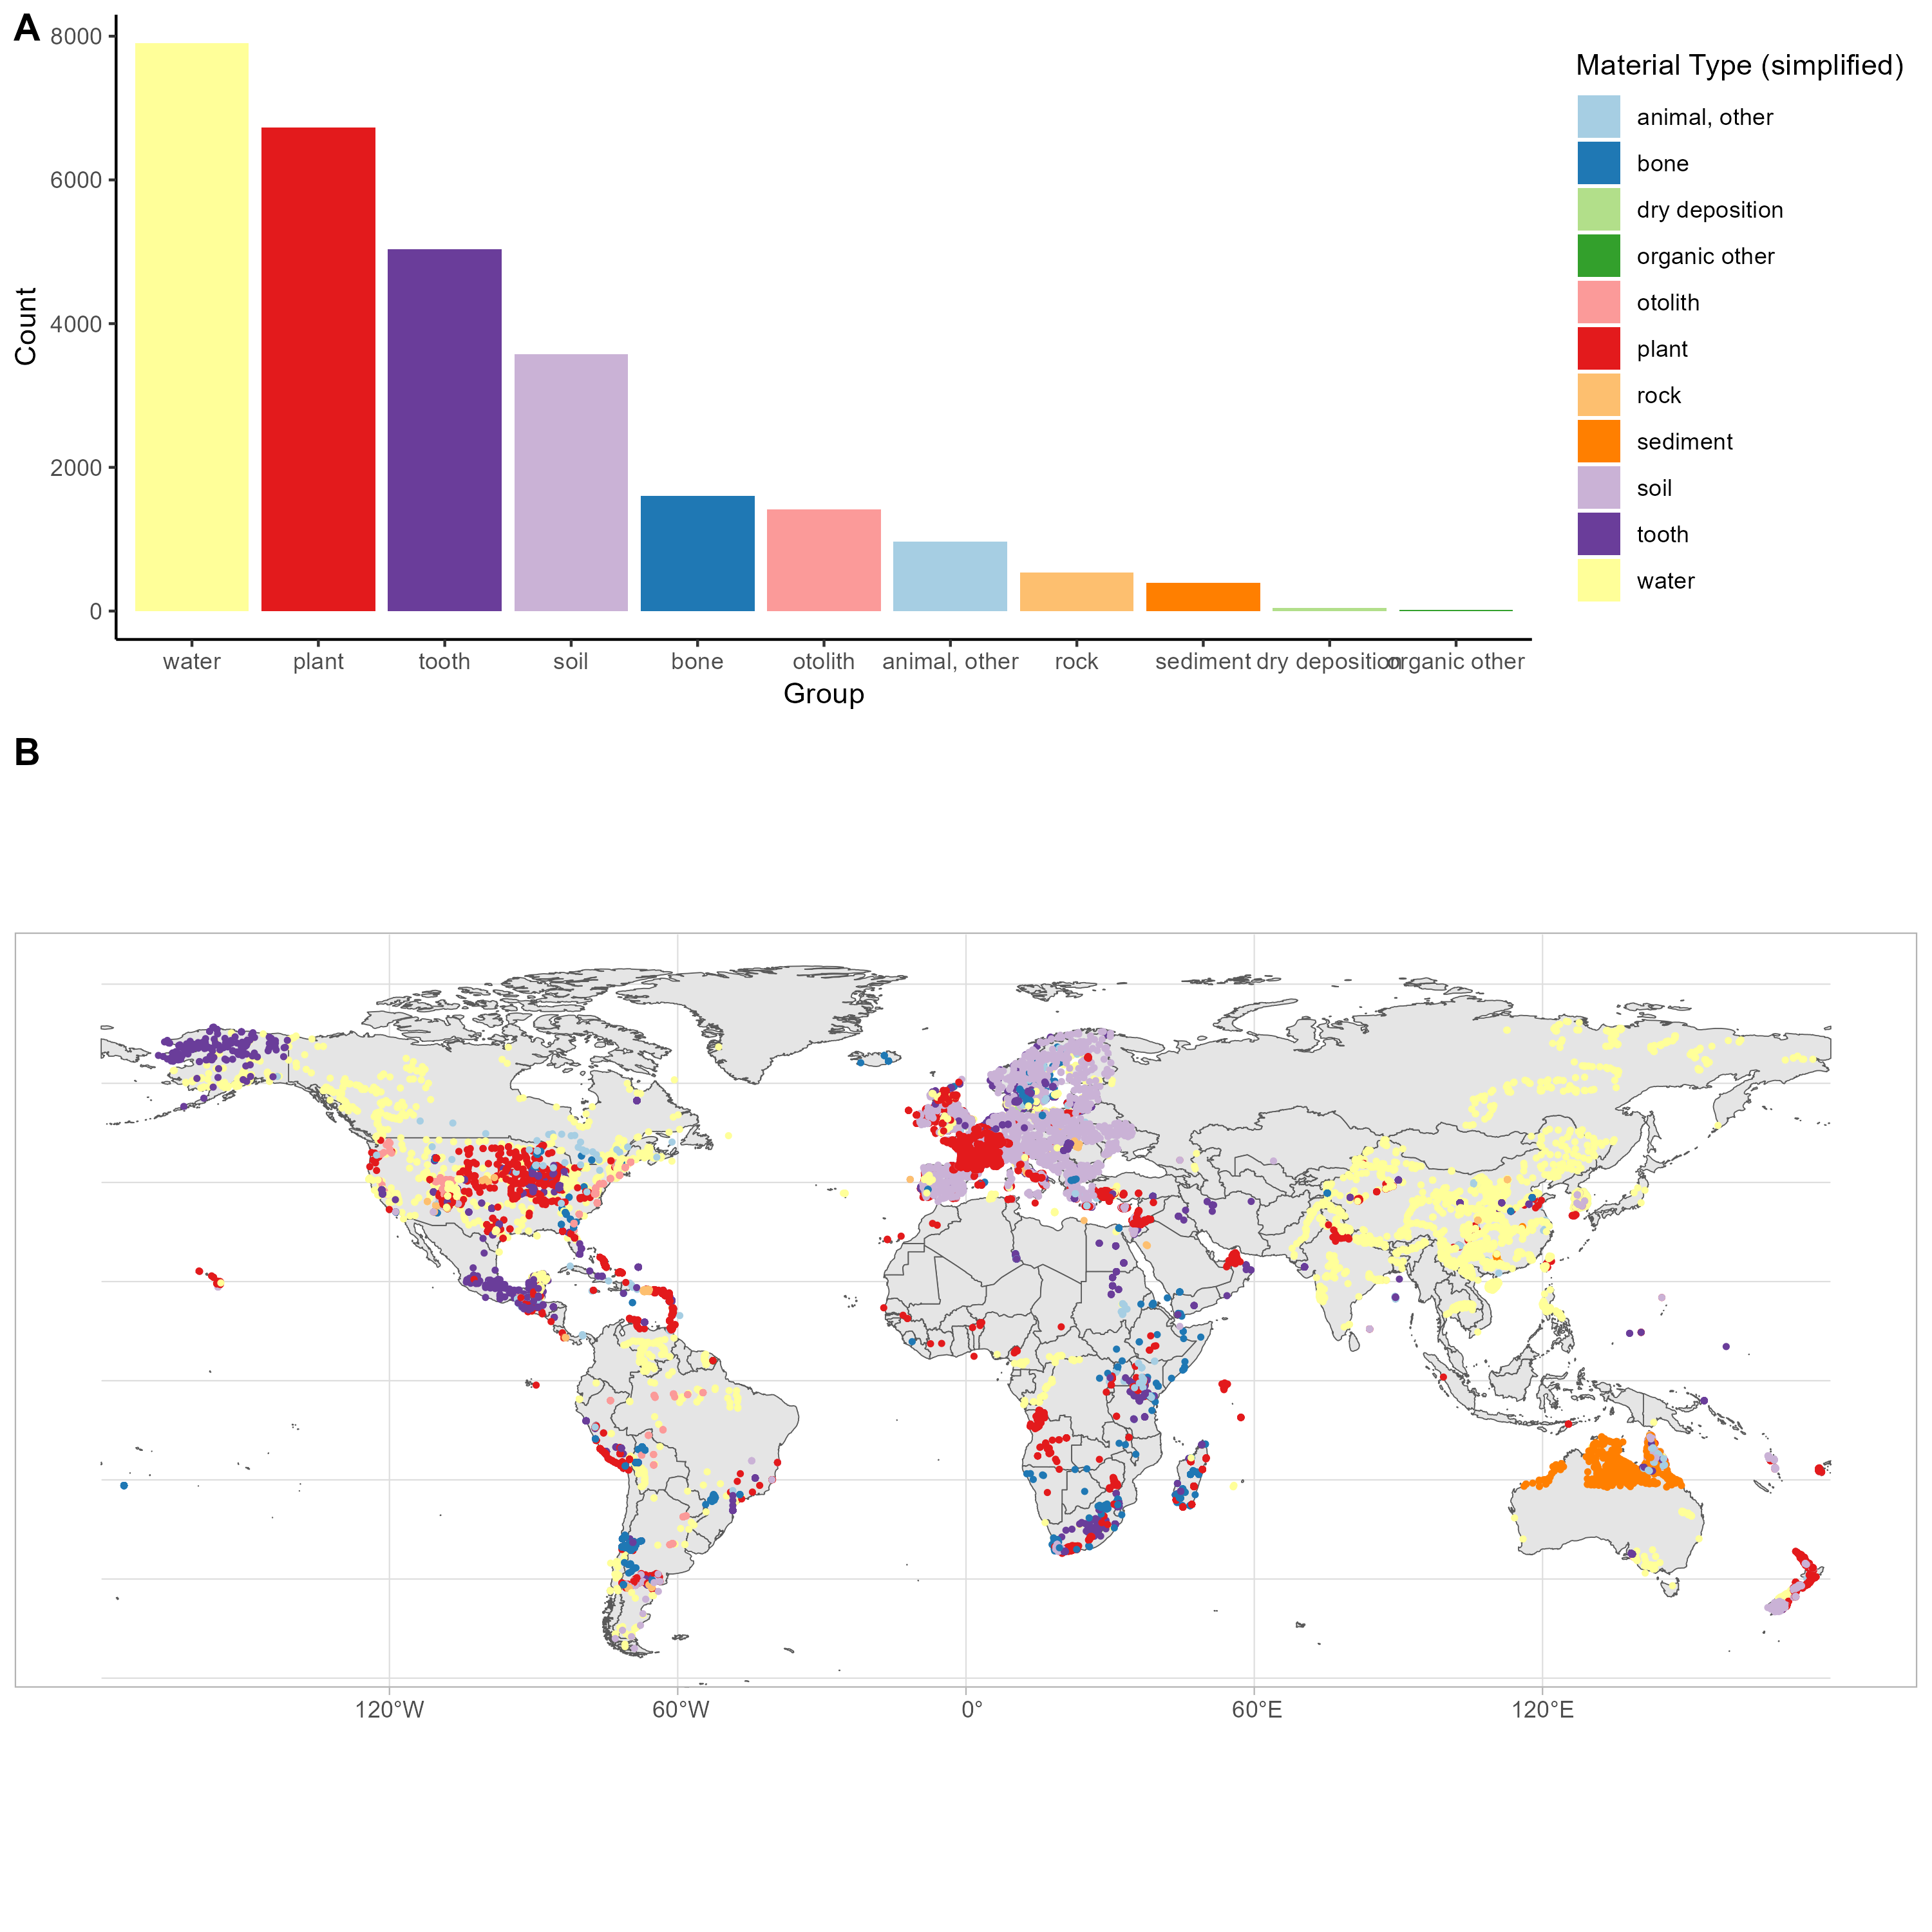 A
8000
6000
4000
2000
0
Count
water plant tooth soil bone otolith animal, other rock sediment dry deposition organic other
Group
Material Type (simplified)
animal, other
bone
dry deposition
organic other
otolith
plant
rock
sediment
soil
tooth
water
B
120°W 60°W 0° 60°E 120°E